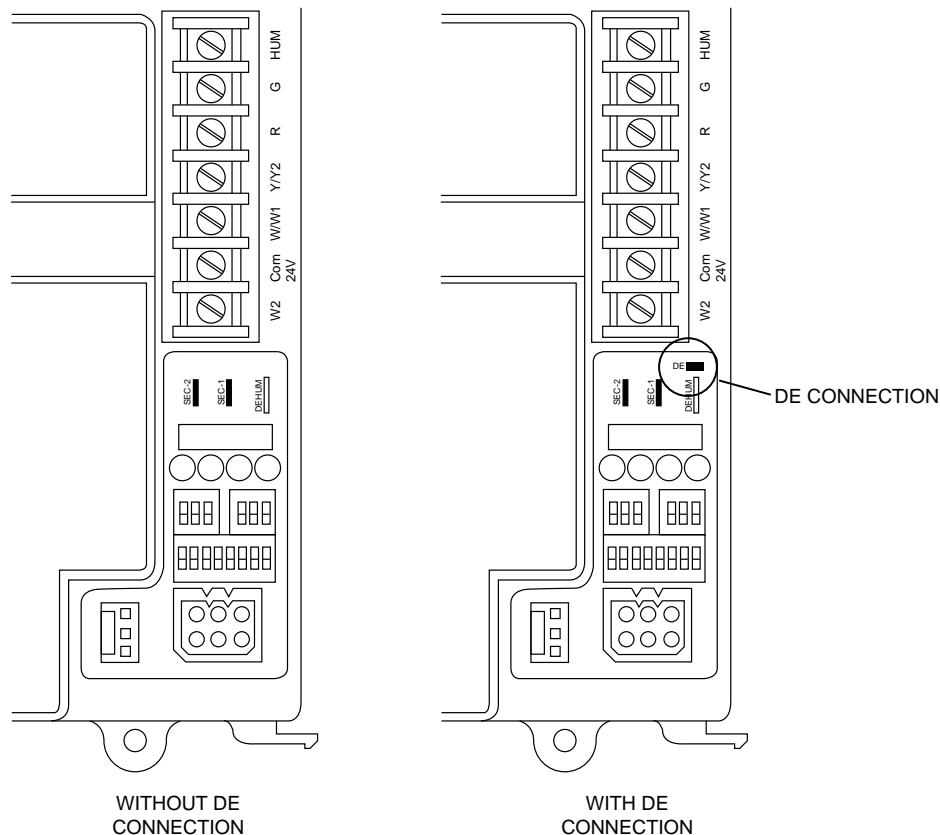 HUM
G
R
Y/Y2
W/W1
Com
24V
W2
SEC-2
SEC-1
DEHUM
WITHOUT DE
CONNECTION
HUM
G
R
Y/Y2
W/W1
Com
24V
W2
DE
SEC-2
SEC-1
DEHUM
DE CONNECTION
WITH DE
CONNECTION